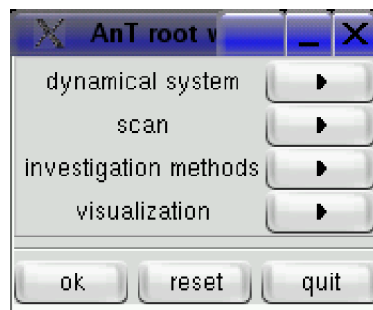 AnT root
dynamical system
scan
investigation methods
visualization
ok reset quit